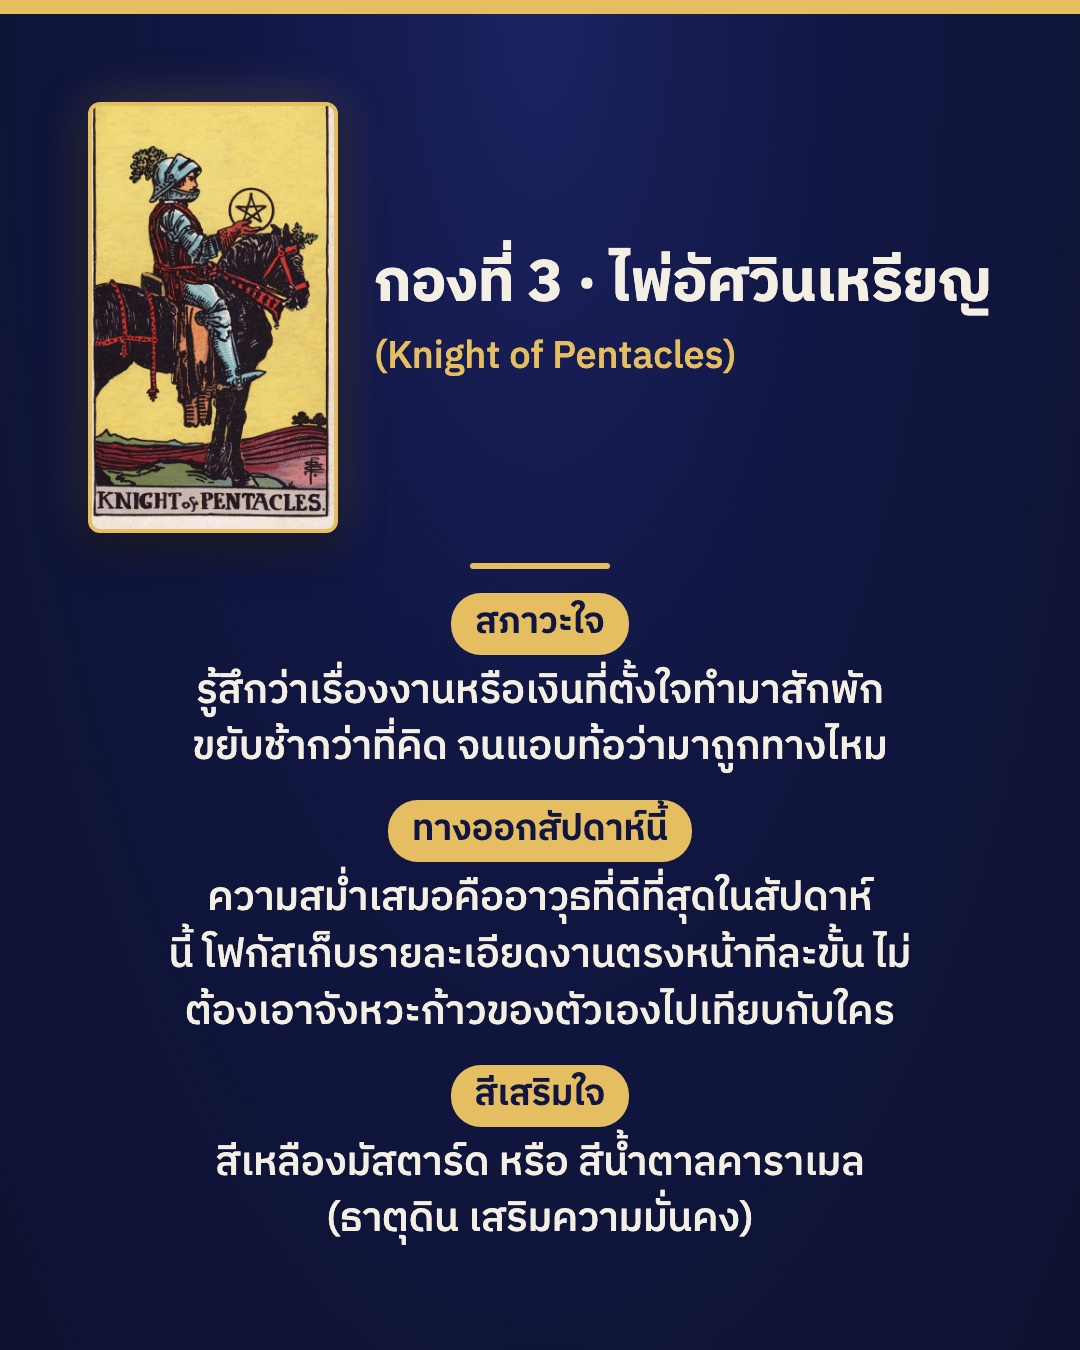 KNIGHT of PENTACLES.
กองที่ 3 · ไพ่อัศวินเหรียญ
(Knight of Pentacles)
สภาวะใจ
รู้สึกว่าเรื่องงานหรือเงินที่ตั้งใจทำมาสักพัก
ขยับช้ากว่าที่คิด จนแอบท้อว่ามาถูกทางไหม
ทางออกสัปดาห์นี้
ความสม่ำเสมอคืออาวุธที่ดีที่สุดในสัปดาห์
นี้ โฟกัสเก็บรายละเอียดงานตรงหน้าทีละขั้น ไม่
ต้องเอาจังหวะก้าวของตัวเองไปเทียบกับใคร
สีเสริมใจ
สีเหลืองมัสตาร์ด หรือ สีน้ำตาลคาราเมล
(ธาตุดิน เสริมความมั่นคง)